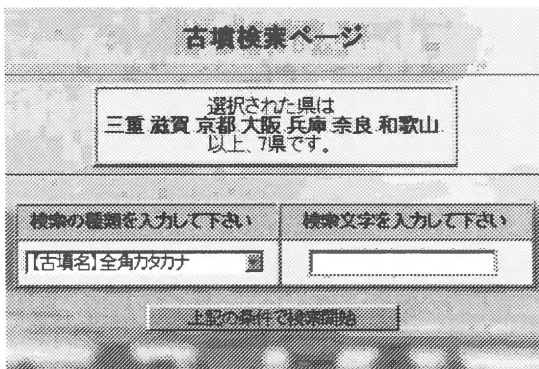 古墳検索ページ
選択された県は
三重 滋賀 京都 大阪 兵庫 奈良 和歌山
以上、7県です。
検索の種類を入力して下さい
検索文字を入力して下さい
【古墳名】全角カタカナ
上記の条件で検索開始